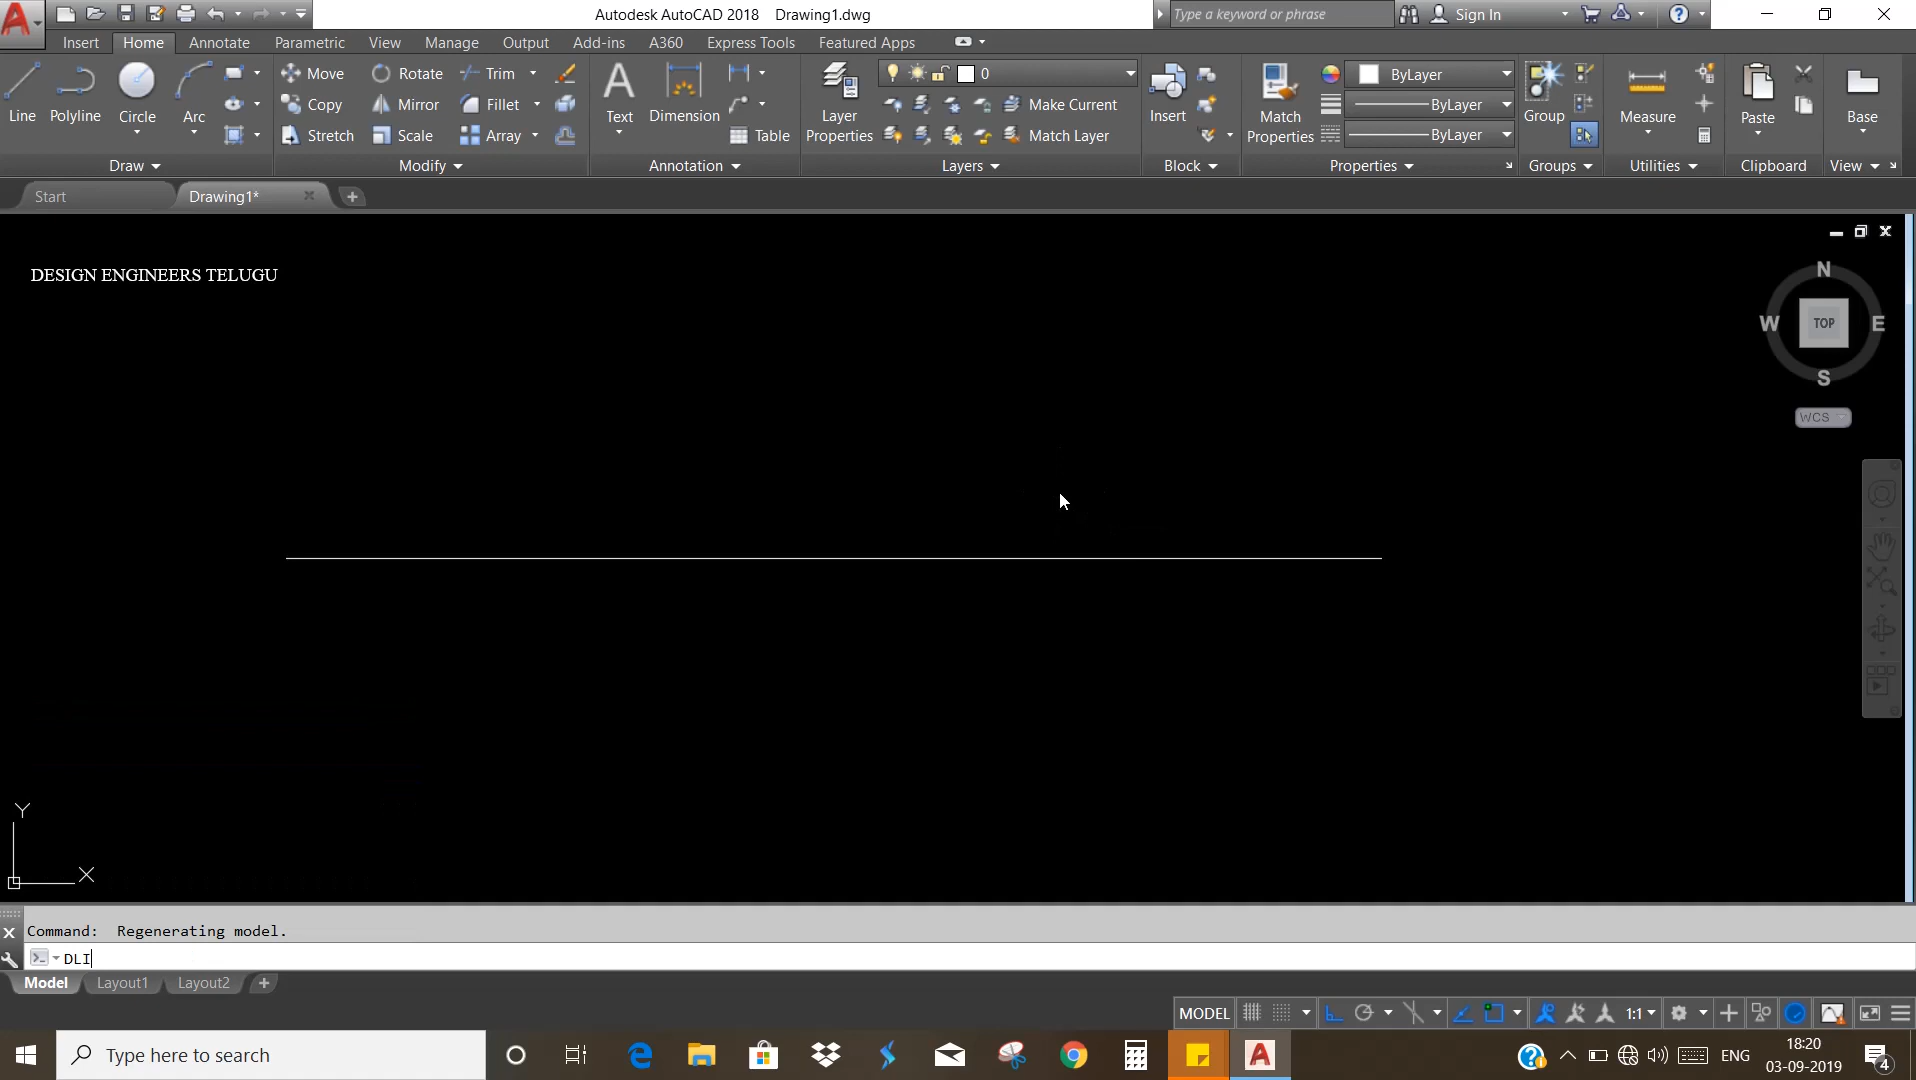 Autodesk AutoCAD 2018 Drawing1.dwg
Type a keyword or phrase
Sign In
Insert Home Annotate Parametric View Manage Output Add-ins A360 Express Tools Featured Apps
Line Polyline Circle Arc
Move Rotate Trim
Copy Mirror Fillet
Stretch Scale Array
Text Dimension Table
Layer Properties
0
Make Current
Match Layer
Insert
Match Properties
ByLayer
ByLayer
ByLayer
Group
Measure
Paste
Base
Draw Modify Annotation Layers Block Properties Groups Utilities Clipboard View
Start Drawing1*
DESIGN ENGINEERS TELUGU
N
W TOP E
S
WCS
Y
X
Command: Regenerating model.
DLI
Model Layout1 Layout2
MODEL 1:1
Type here to search
ENG
18:20
03-09-2019
4